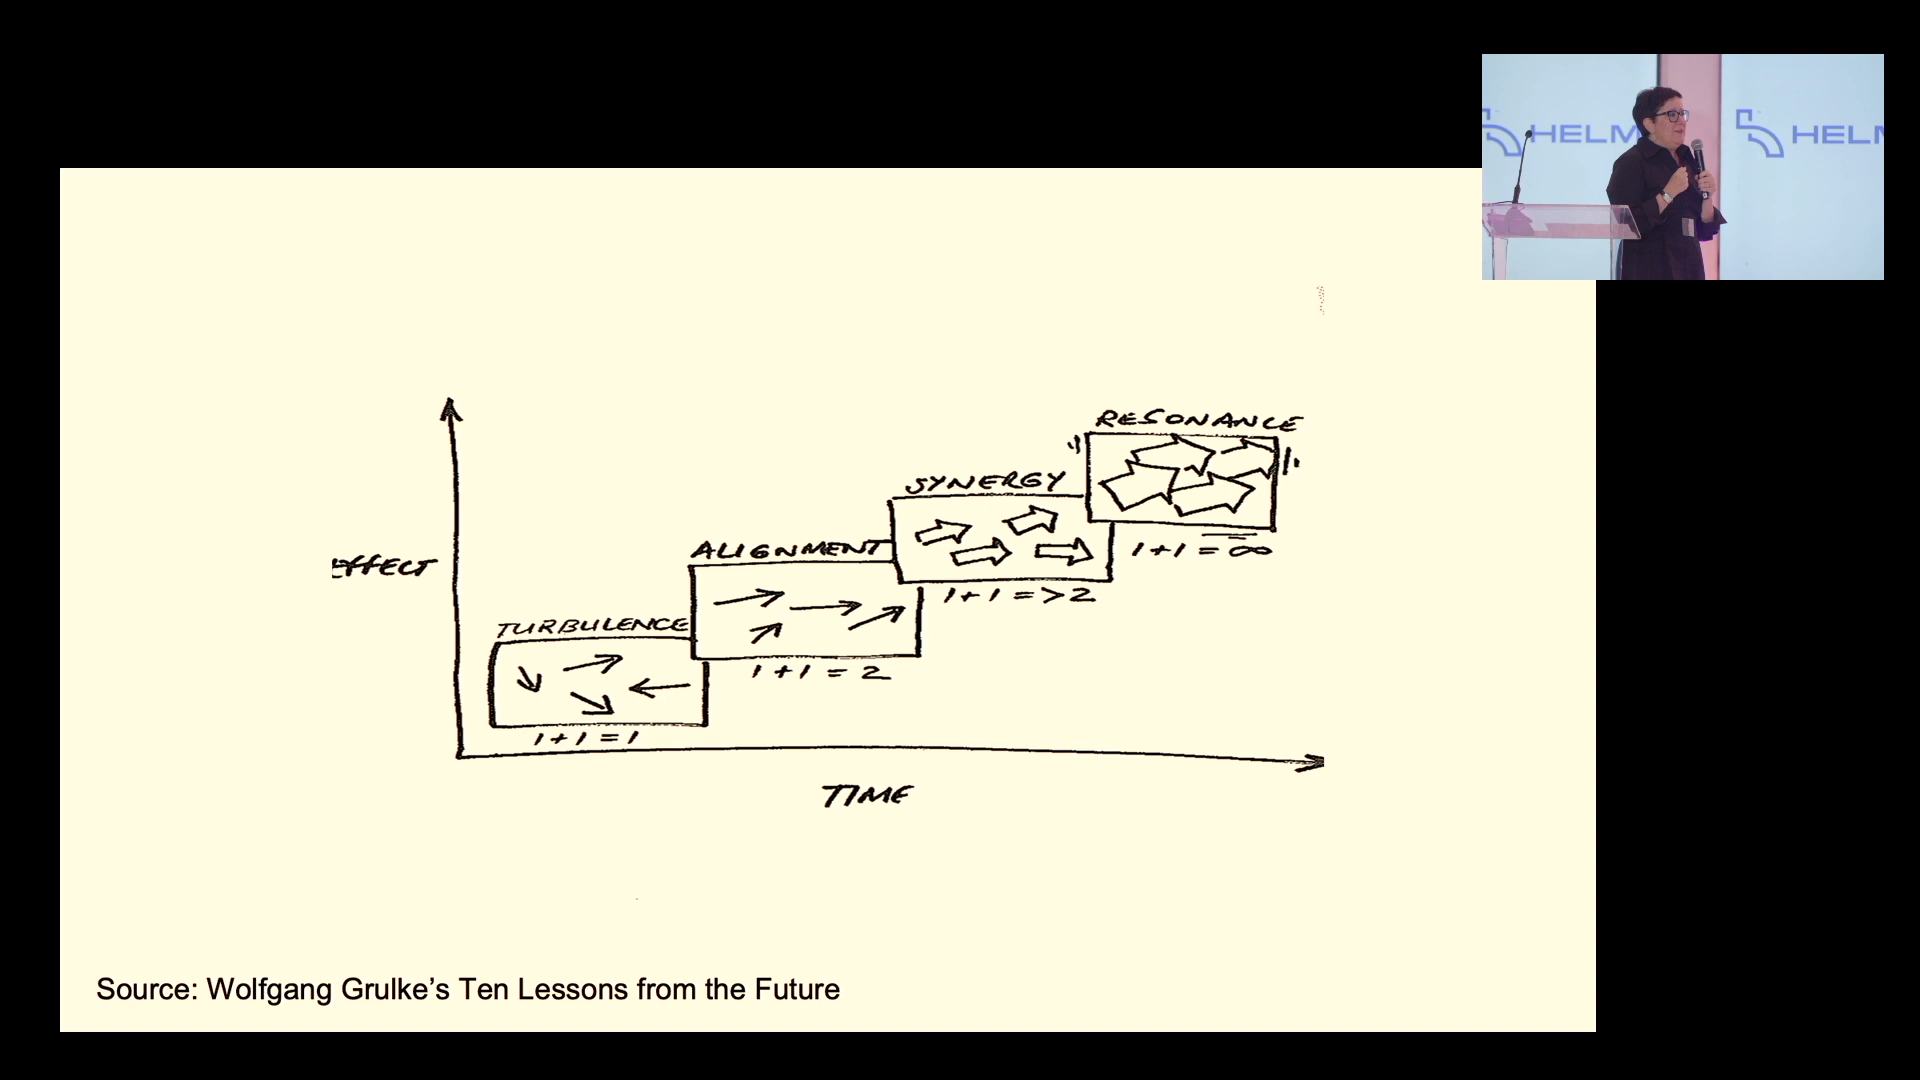 HELM
HELM
RESONANCE
SYNERGY
1+1=∞
EFFECT
ALIGNMENT
1+1=>2
TURBULENCE
1+1=2
1+1=1
TIME
Source: Wolfgang Grulke’s Ten Lessons from the Future